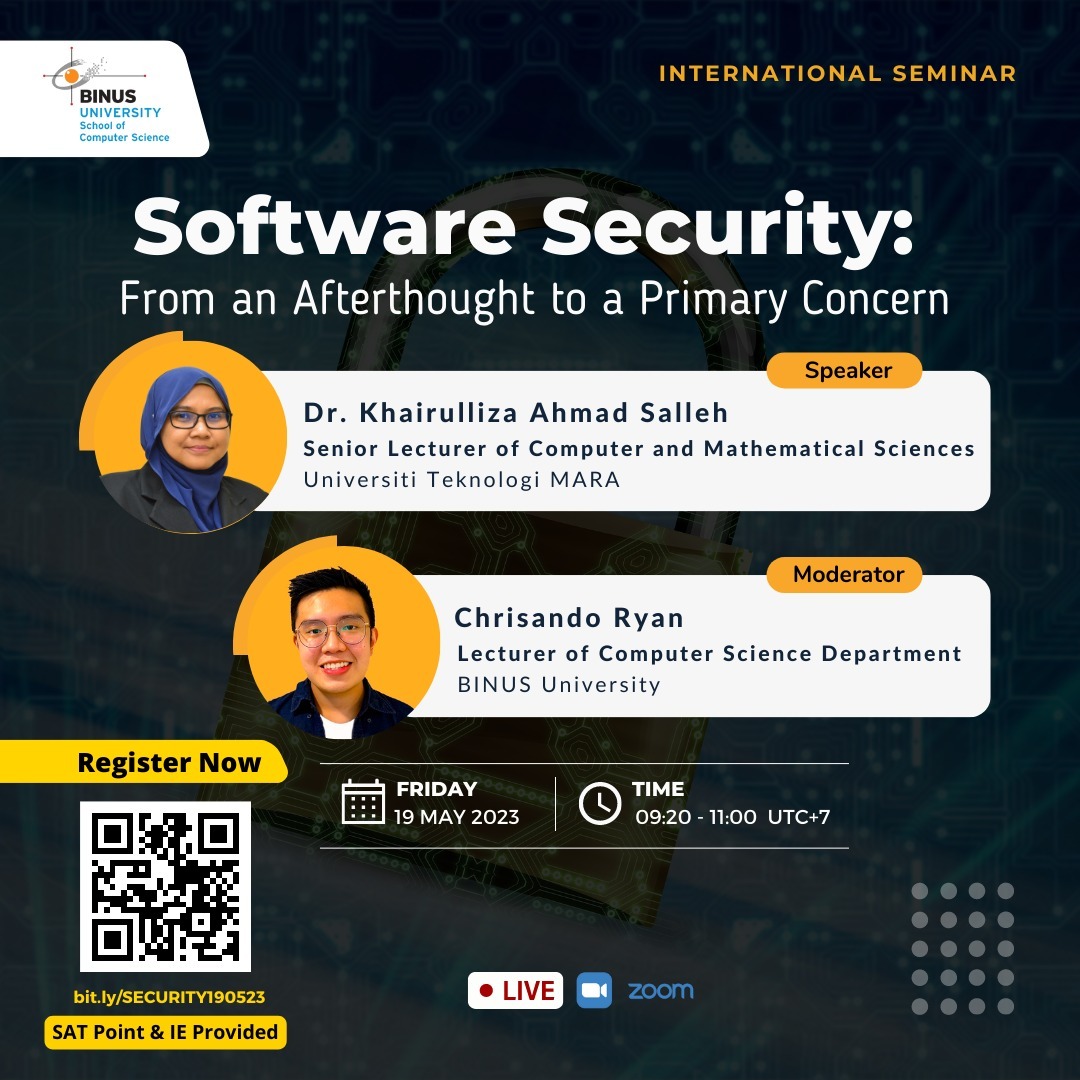 BINUS
UNIVERSITY
School of
Computer Science
INTERNATIONAL SEMINAR
Software Security:
From an Afterthought to a Primary Concern
Speaker
Dr. Khairulliza Ahmad Salleh
Senior Lecturer of Computer and Mathematical Sciences
Universiti Teknologi MARA
Moderator
Chrisando Ryan
Lecturer of Computer Science Department
BINUS University
Register Now
FRIDAY
19 MAY 2023
TIME
09:20 - 11:00 UTC+7
bit.ly/SECURITY190523
SAT Point & IE Provided
LIVE
zoom